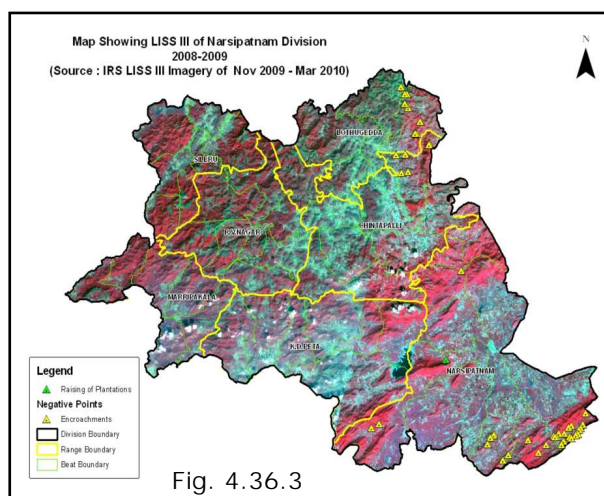 Map Showing LISS III of Narsipatnam Division
2008-2009
(Source : IRS LISS III Imagery of Nov 2009 - Mar 2010)
N
LOTHUGEDDA
SILERU
CHINTAPALLI
R.V.NAGAR
MARRIPAKALA
K.D.PETA
NARSIPATNAM
Legend
Raising of Plantations
Negative Points
Encroachments
Division Boundary
Range Boundary
Beat Boundary
Fig. 4.36.3